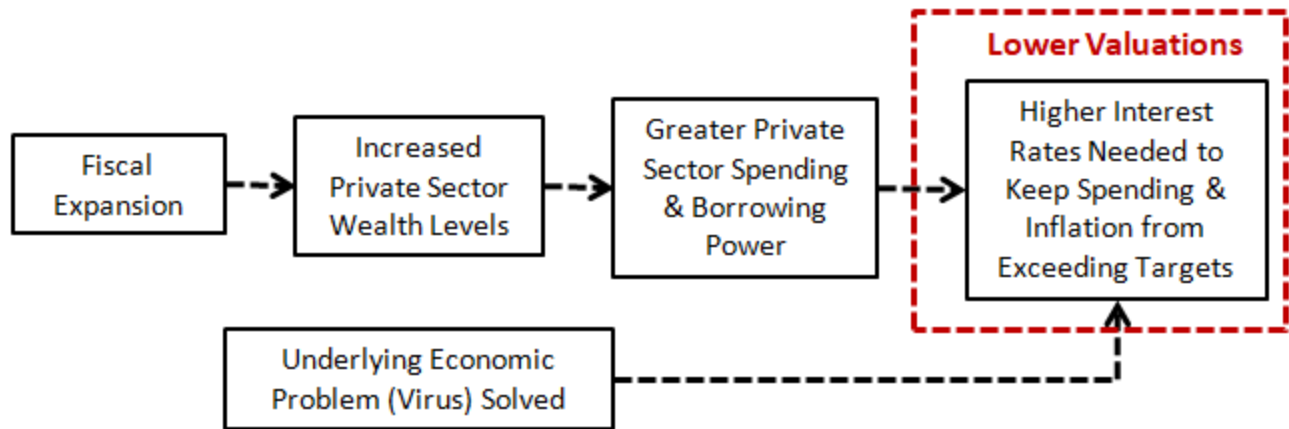 Lower Valuations
Fiscal
Expansion
Increased
Private Sector
Wealth Levels
Greater Private
Sector Spending
& Borrowing
Power
Higher Interest
Rates Needed to
Keep Spending &
Inflation from
Exceeding Targets
Underlying Economic
Problem (Virus) Solved